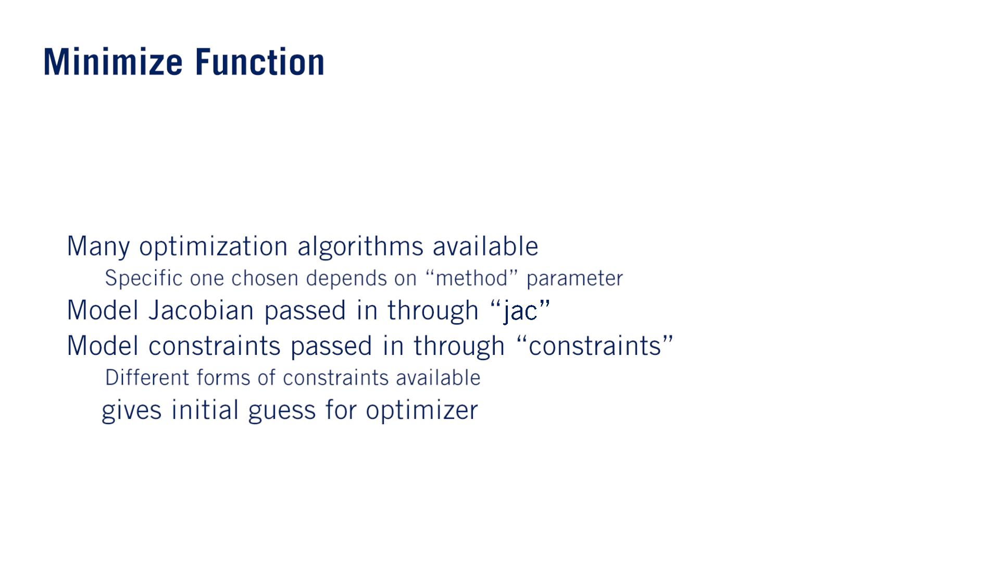 Minimize Function
Many optimization algorithms available
Specific one chosen depends on “method” parameter
Model Jacobian passed in through “jac”
Model constraints passed in through “constraints”
Different forms of constraints available
gives initial guess for optimizer